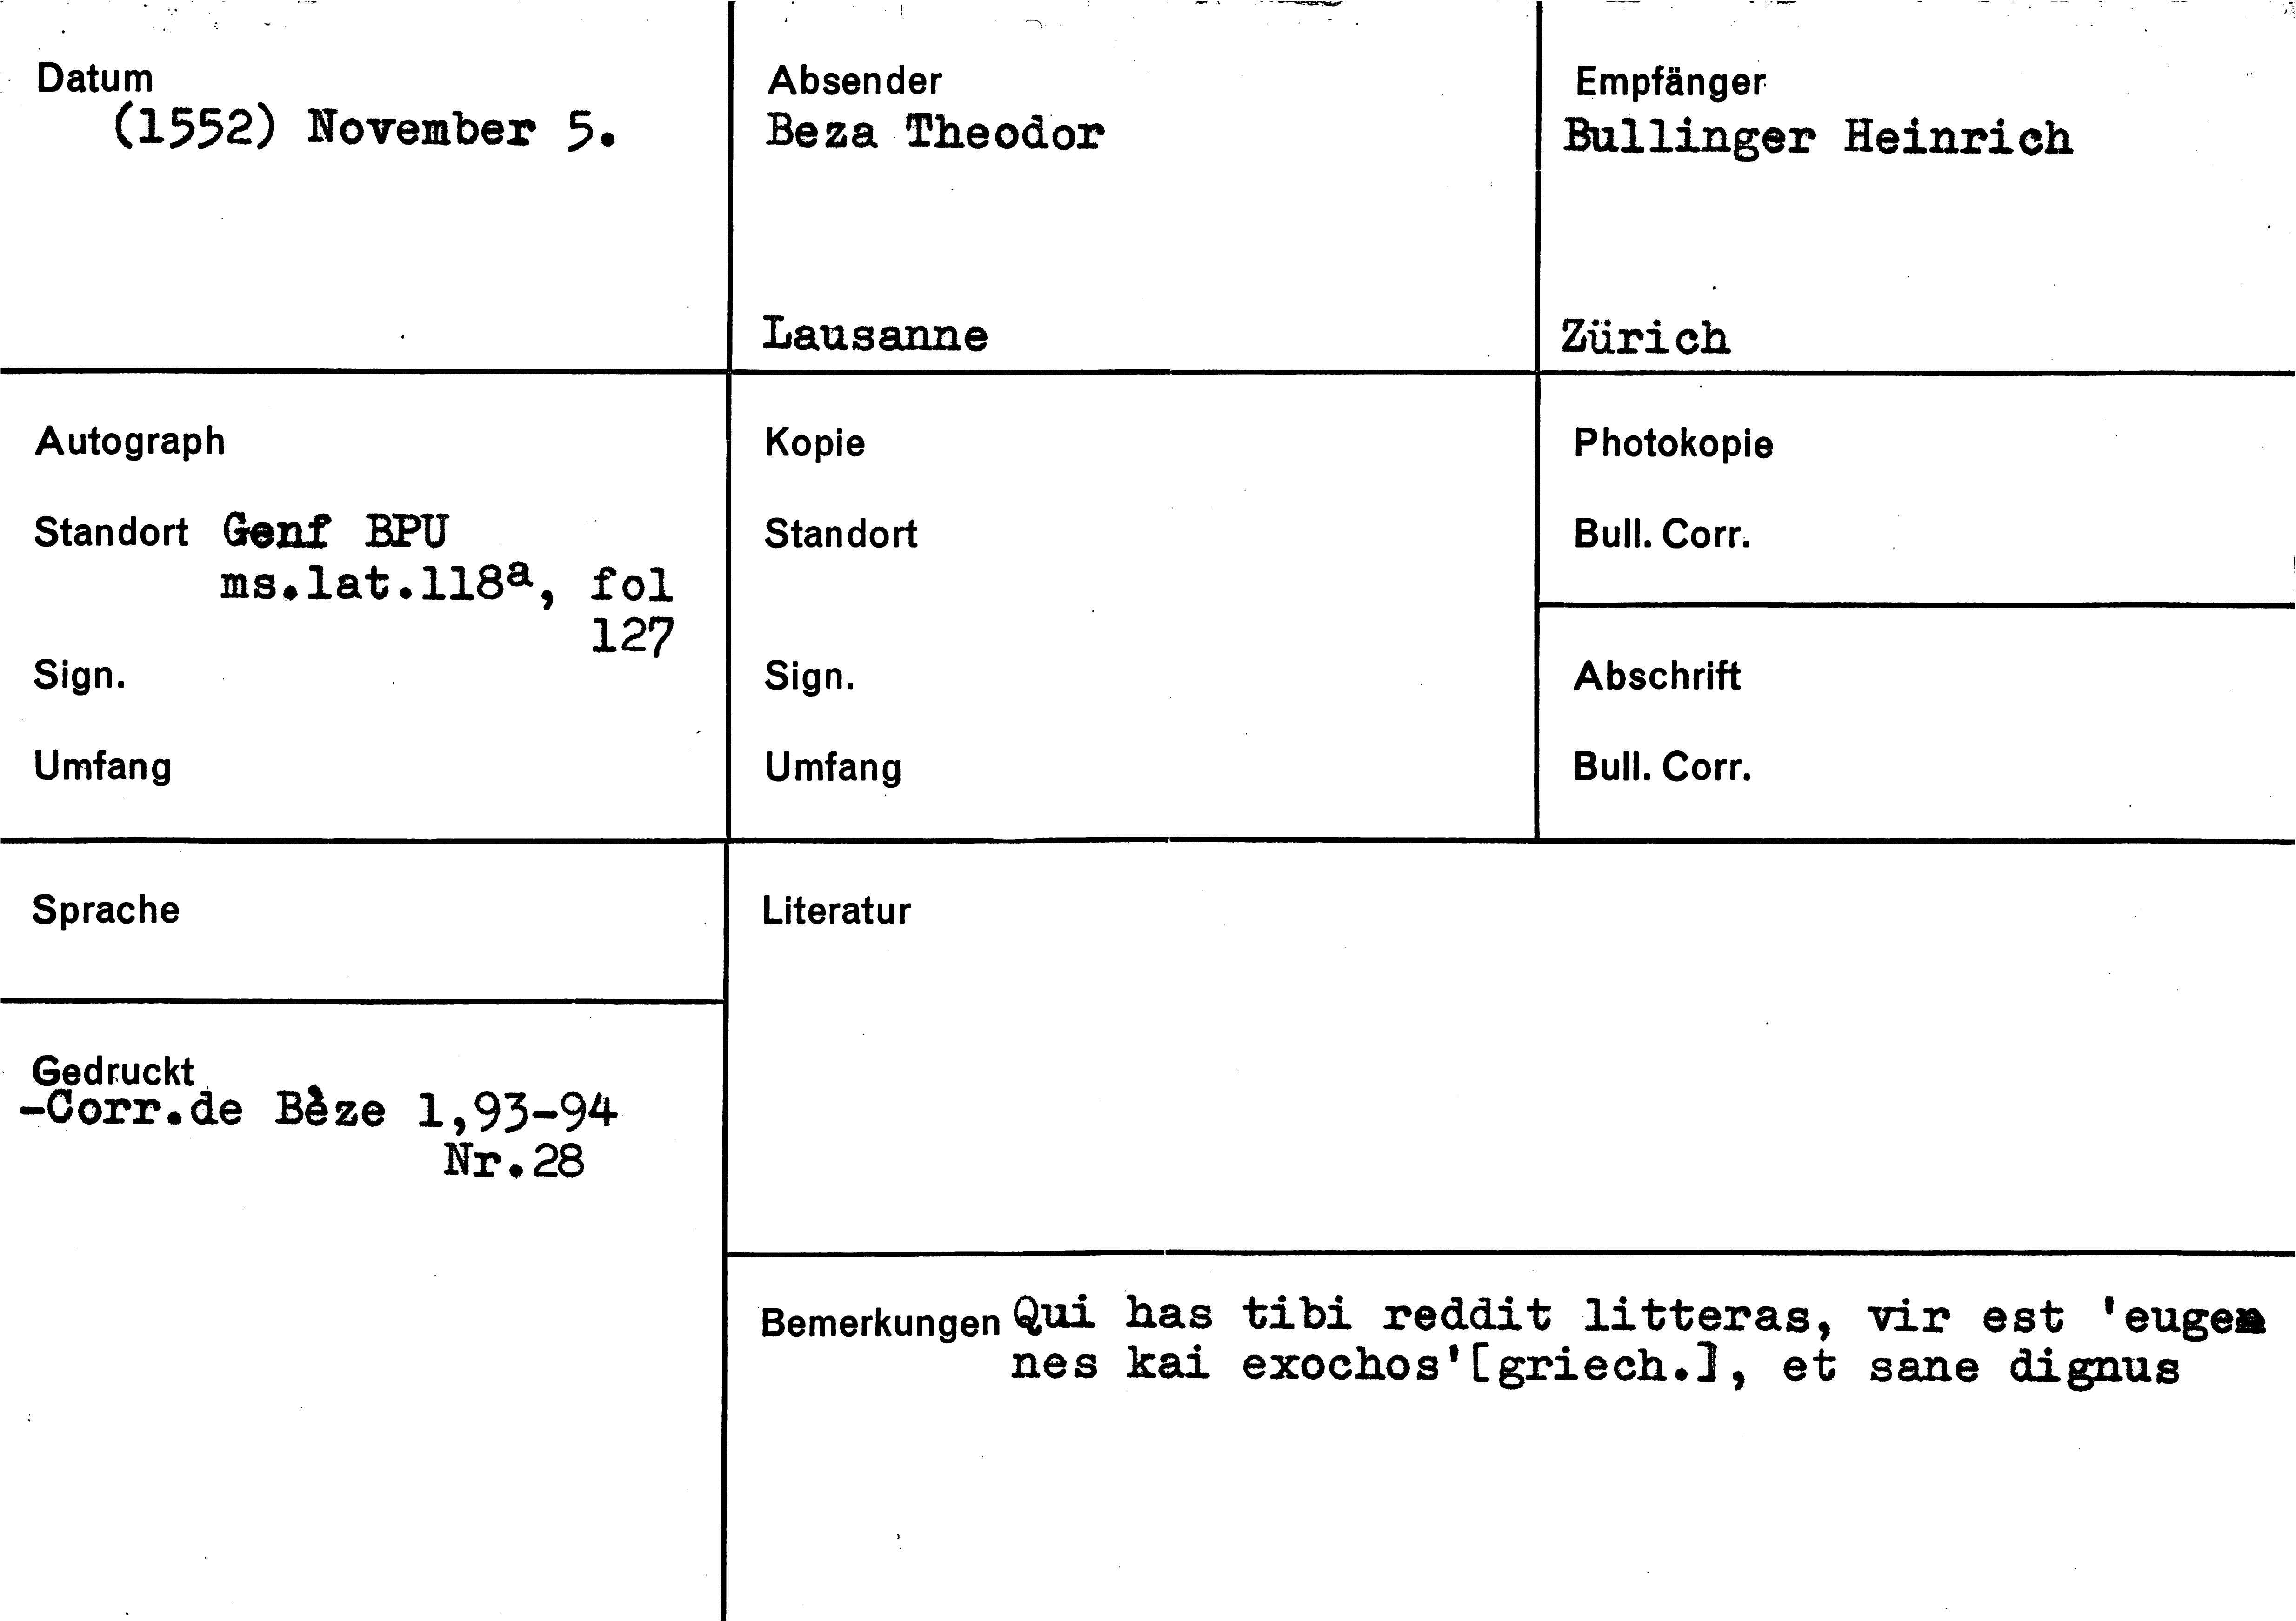 Datum
(1552) November 5.
Absender
Beza Theodor
Lausanne
Empfänger
Bullinger Heinrich
Zürich
Autograph
Standort Genf BPU
ms.lat.118a, fol
127
Sign.
Umfang
Kopie
Standort
Sign.
Umfang
Photokopie
Bull. Corr.
Abschrift
Bull. Corr.
Sprache
Literatur
Gedruckt
-Corr.de Bèze 1,93-94
Nr.28
Bemerkungen Qui has tibi reddit litteras, vir est 'euge
nes kai exochos'[griech.], et sane dignus